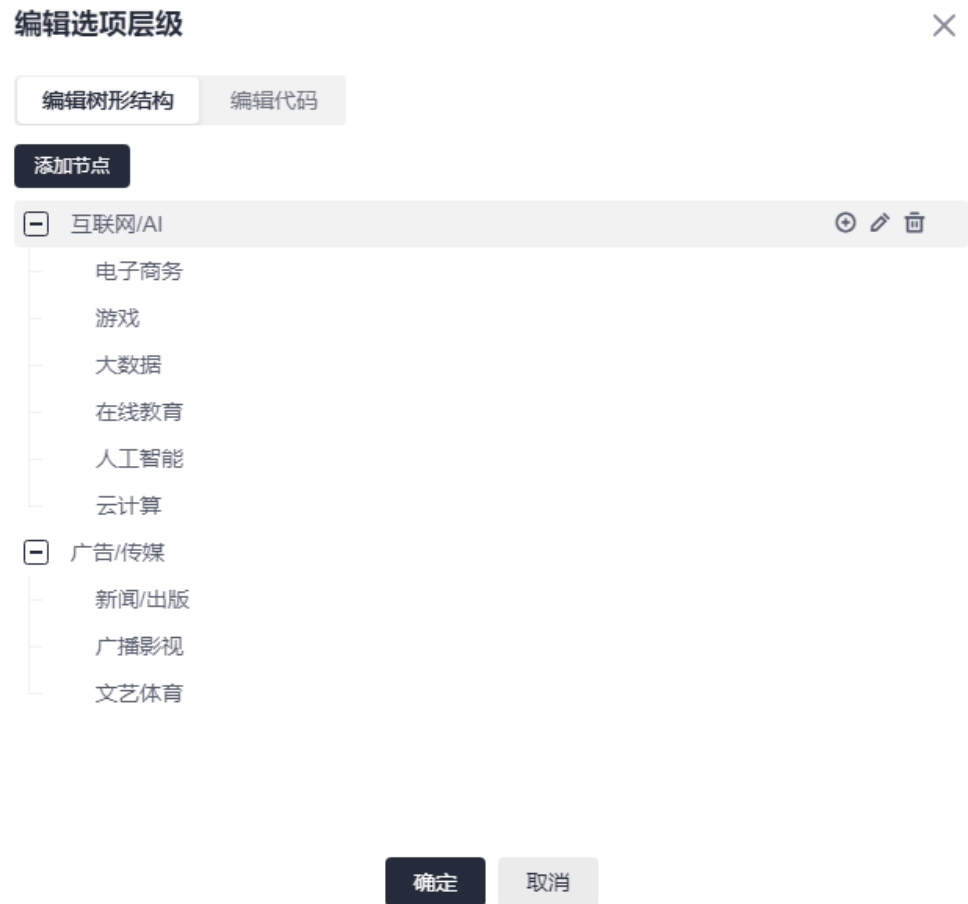 编辑选项层级
编辑树形结构 编辑代码
添加节点
互联网/AI
电子商务
游戏
大数据
在线教育
人工智能
云计算
广告/传媒
新闻/出版
广播影视
文艺体育
确定 取消